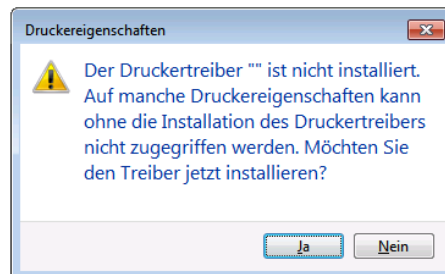 Druckereigenschaften
Der Druckertreiber "" ist nicht installiert.
Auf manche Druckereigenschaften kann
ohne die Installation des Druckertreibers
nicht zugegriffen werden. Möchten Sie
den Treiber jetzt installieren?
Ja
Nein